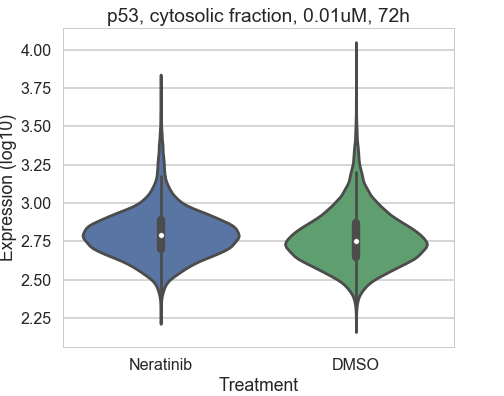 p53, cytosolic fraction, 0.01uM, 72h
Expression (log10)
4.00
3.75
3.50
3.25
3.00
2.75
2.50
2.25
Neratinib DMSO
Treatment